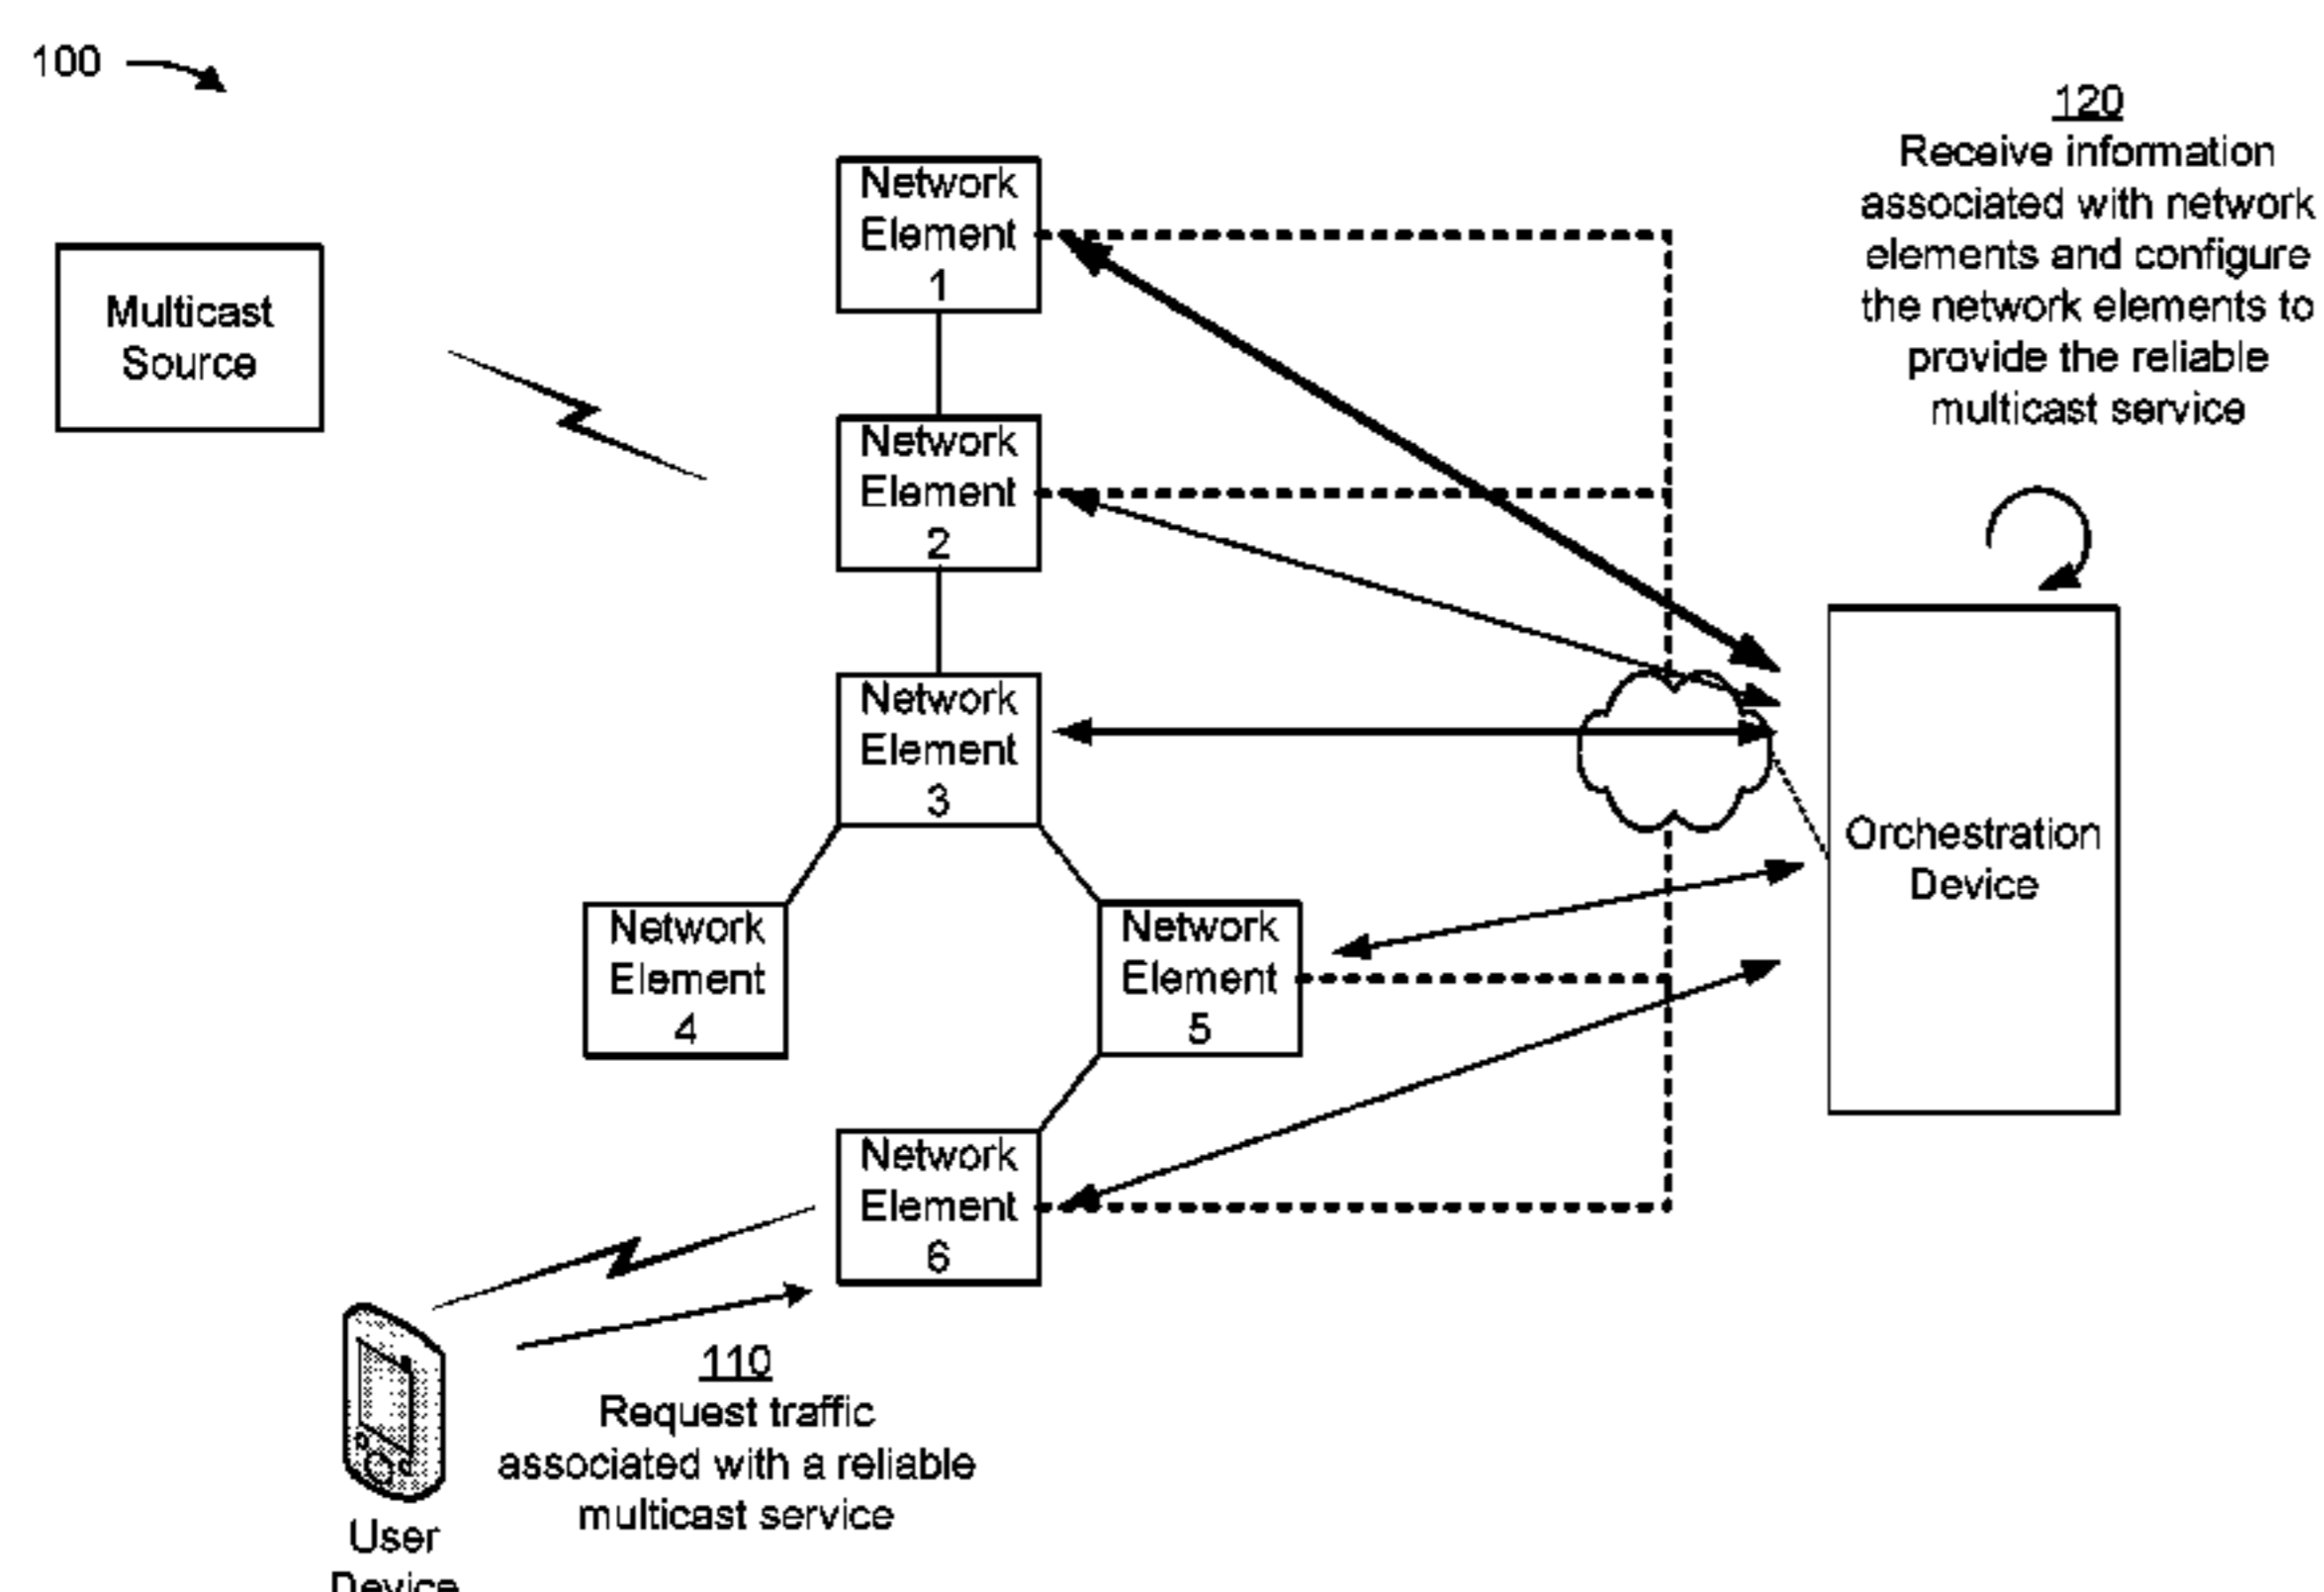 100
120
Receive information
associated with network
elements and configure
the network elements to
provide the reliable
multicast service
Network
Element
1
Multicast
Source
Network
Element
2
Network
Element
3
Orchestration
Device
Network
Element
4
Network
Element
5
Network
Element
6
110
Request traffic
associated with a reliable
multicast service
User
Device